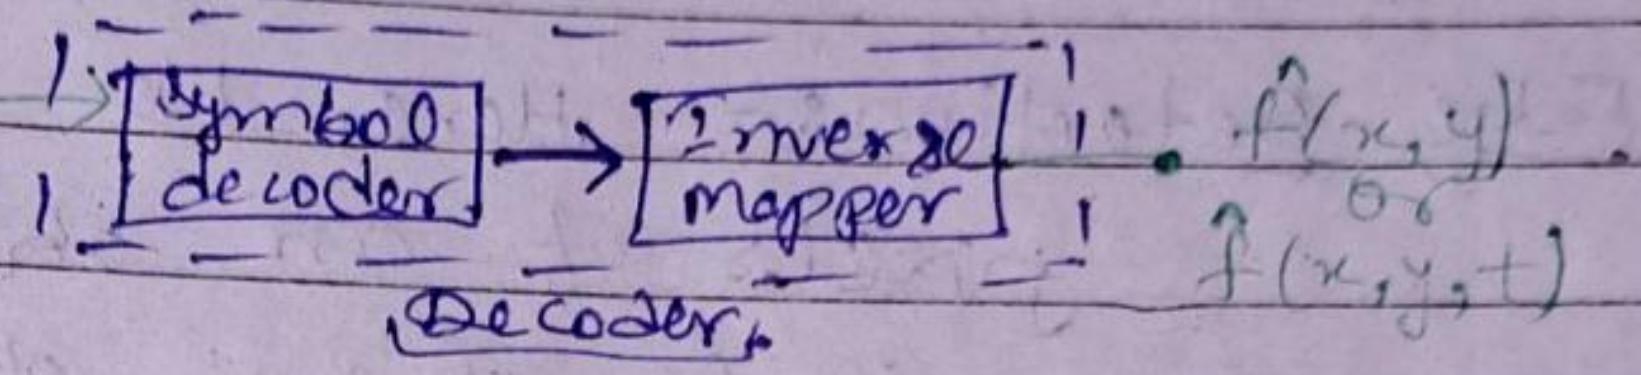 Symbol
decoder
Inverse
mapper
f̂(x, y)
or
f̂(x, y, t)
Decoder